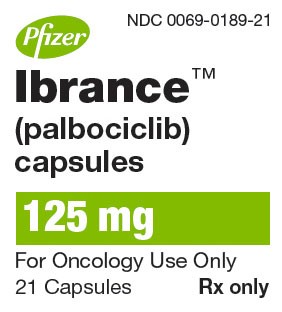 Pfizer
NDC 0069-0189-21
Ibrance™
(palbociclib)
capsules
125 mg
For Oncology Use Only
21 Capsules Rx only